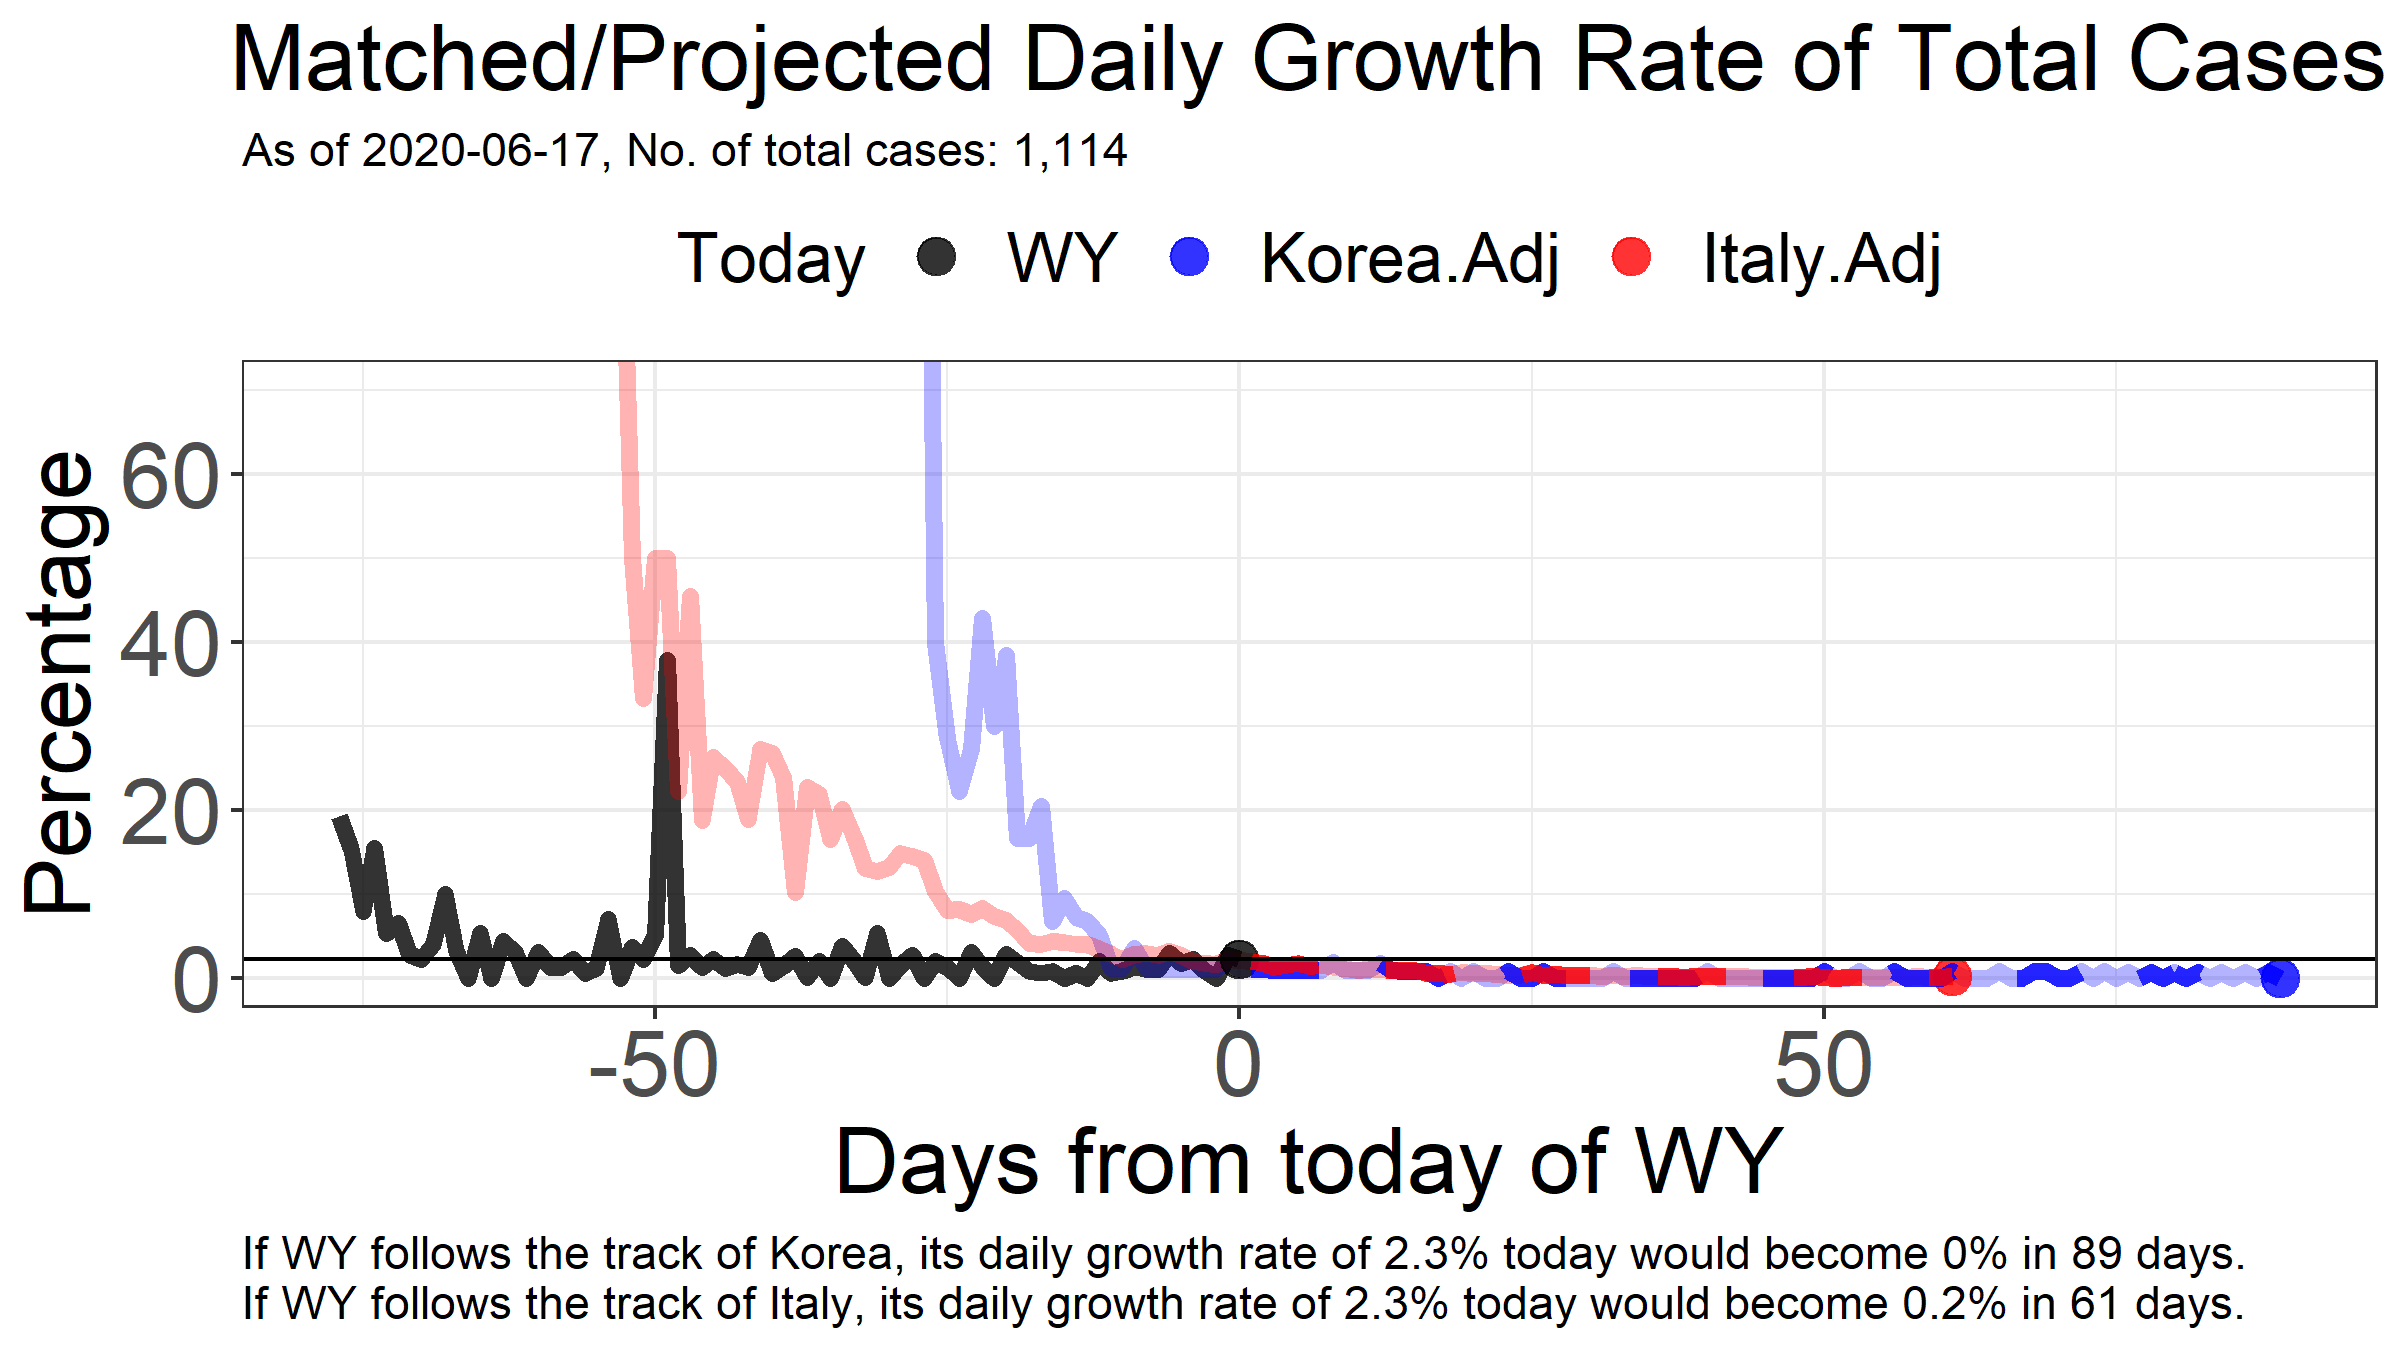 Matched/Projected Daily Growth Rate of Total Cases
As of 2020-06-17, No. of total cases: 1,114
Today WY Korea.Adj Italy.Adj
Percentage
60
40
20
0
-50 0 50
Days from today of WY
If WY follows the track of Korea, its daily growth rate of 2.3% today would become 0% in 89 days.
If WY follows the track of Italy, its daily growth rate of 2.3% today would become 0.2% in 61 days.